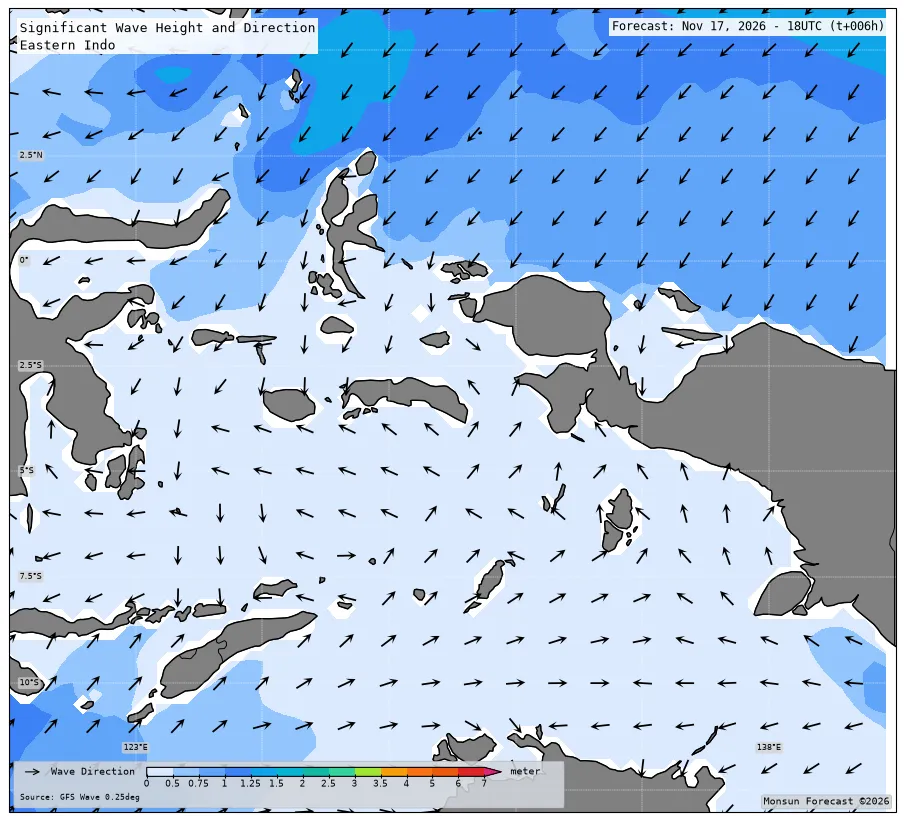 Significant Wave Height and Direction
Eastern Indo
Forecast: Nov 17, 2026 - 18UTC (t+006h)
2.5°N
0°
2.5°S
5°S
7.5°S
10°S
123°E
138°E
Wave Direction
meter
0 0.5 0.75 1 1.25 1.5 2 2.5 3 3.5 4 5 6 7
Source: GFS Wave 0.25deg
Monsun Forecast ©2026